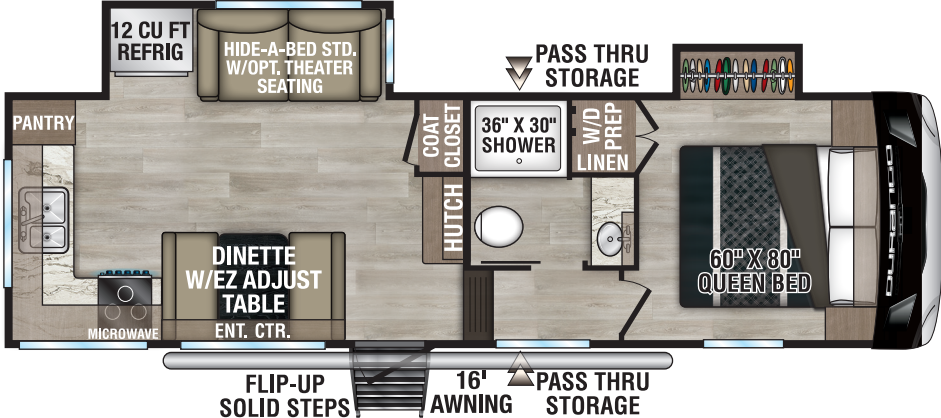 12 CU FT
REFRIG
HIDE-A-BED STD.
W/OPT. THEATER
SEATING
PASS THRU
STORAGE
PANTRY
COAT
CLOSET
36" X 30"
SHOWER
W/D
PREP
LINEN
HUTCH
DINETTE
W/EZ ADJUST
TABLE
ENT. CTR.
MICROWAVE
60" X 80"
QUEEN BED
DURANGO
FLIP-UP
SOLID STEPS
16'
AWNING
PASS THRU
STORAGE